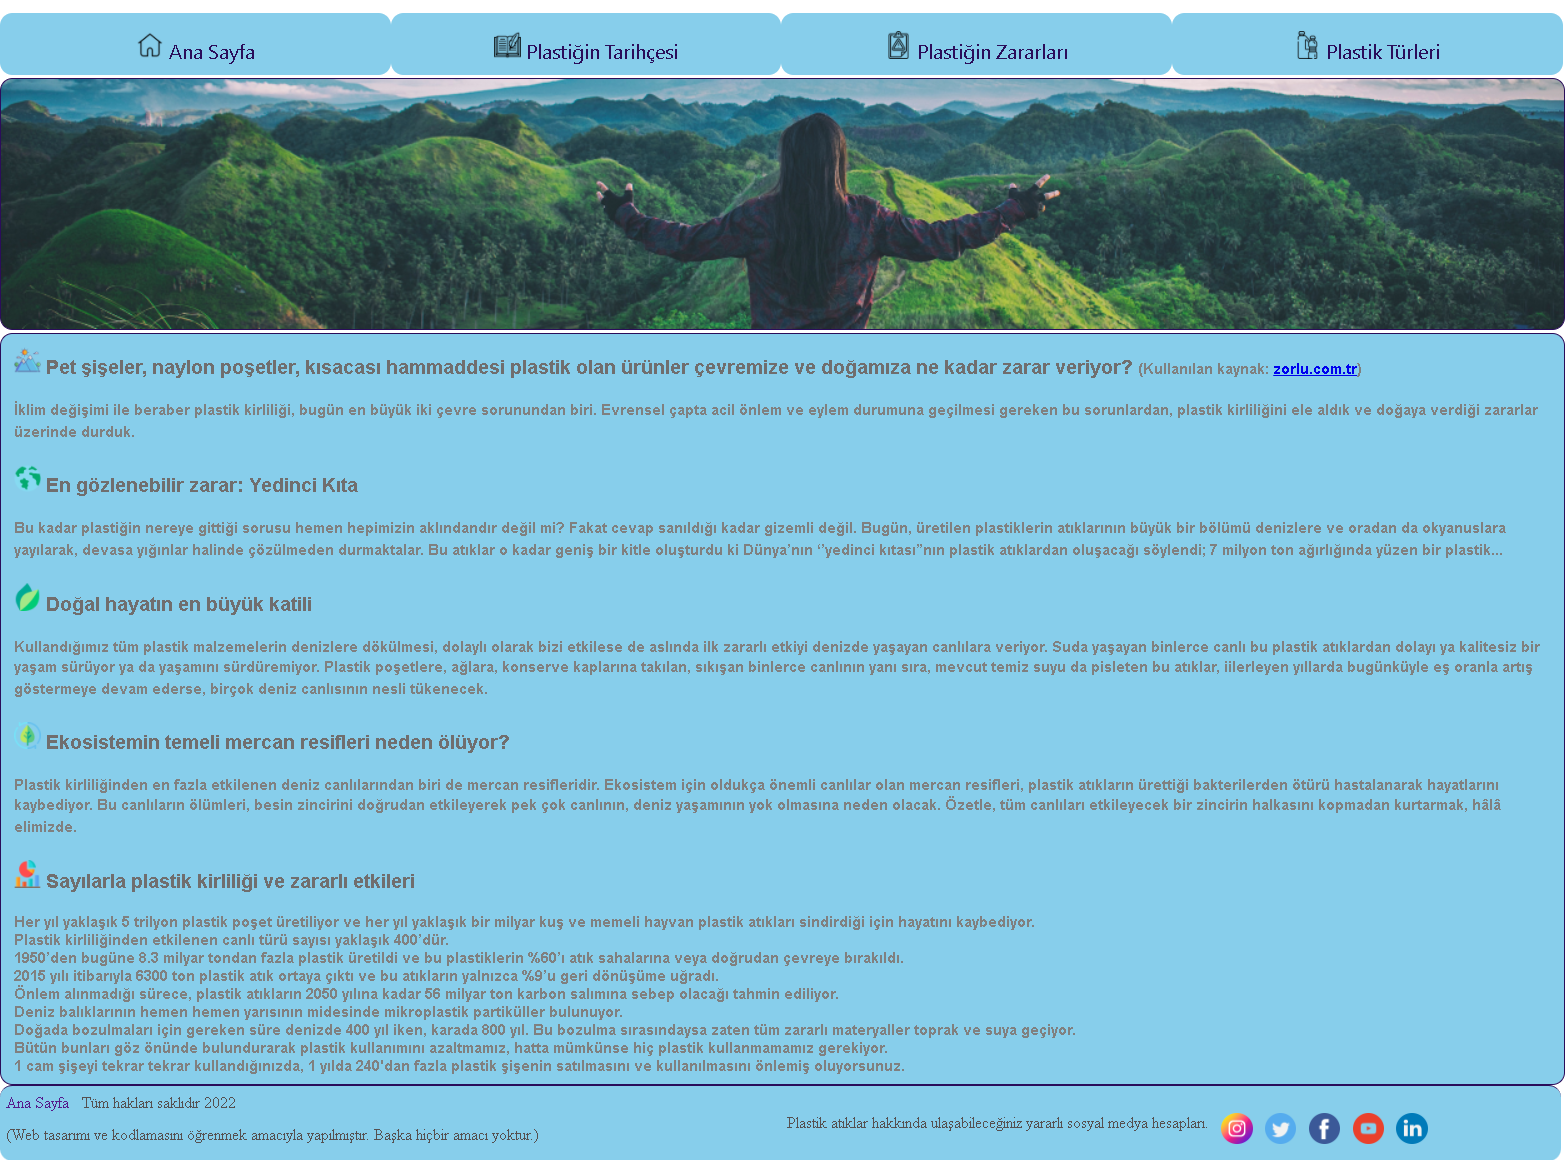 Ana Sayfa
Plastiğin Tarihçesi
Plastiğin Zararları
Plastik Türleri
Pet şişeler, naylon poşetler, kısacası hammaddesi plastik olan ürünler çevremize ve doğamıza ne kadar zarar veriyor? (Kullanılan kaynak: zorlu.com.tr)
İklim değişimi ile beraber plastik kirliliği, bugün en büyük iki çevre sorunundan biri. Evrensel çapta acil önlem ve eylem durumuna geçilmesi gereken bu sorunlardan, plastik kirliliğini ele aldık ve doğaya verdiği zararlar
üzerinde durduk.
En gözlenebilir zarar: Yedinci Kıta
Bu kadar plastiğin nereye gittiği sorusu hemen hepimizin aklındandır değil mi? Fakat cevap sanıldığı kadar gizemli değil. Bugün, üretilen plastiklerin atıklarının büyük bir bölümü denizlere ve oradan da okyanuslara
yayılarak, devasa yığınlar halinde çözülmeden durmaktalar. Bu atıklar o kadar geniş bir kitle oluşturdu ki Dünya’nın ‘’yedinci kıtası’’nın plastik atıklardan oluşacağı söylendi; 7 milyon ton ağırlığında yüzen bir plastik...
Doğal hayatın en büyük katili
Kullandığımız tüm plastik malzemelerin denizlere dökülmesi, dolaylı olarak bizi etkilese de aslında ilk zararlı etkiyi denizde yaşayan canlılara veriyor. Suda yaşayan binlerce canlı bu plastik atıklardan dolayı ya kalitesiz bir
yaşam sürüyor ya da yaşamını sürdüremiyor. Plastik poşetlere, ağlara, konserve kaplarına takılan, sıkışan binlerce canlının yanı sıra, mevcut temiz suyu da pisleten bu atıklar, iilerleyen yıllarda bugünküyle eş oranla artış
göstermeye devam ederse, birçok deniz canlısının nesli tükenecek.
Ekosistemin temeli mercan resifleri neden ölüyor?
Plastik kirliliğinden en fazla etkilenen deniz canlılarından biri de mercan resifleridir. Ekosistem için oldukça önemli canlılar olan mercan resifleri, plastik atıkların ürettiği bakterilerden ötürü hastalanarak hayatlarını
kaybediyor. Bu canlıların ölümleri, besin zincirini doğrudan etkileyerek pek çok canlının, deniz yaşamının yok olmasına neden olacak. Özetle, tüm canlıları etkileyecek bir zincirin halkasını kopmadan kurtarmak, hâlâ
elimizde.
Sayılarla plastik kirliliği ve zararlı etkileri
Her yıl yaklaşık 5 trilyon plastik poşet üretiliyor ve her yıl yaklaşık bir milyar kuş ve memeli hayvan plastik atıkları sindirdiği için hayatını kaybediyor.
Plastik kirliliğinden etkilenen canlı türü sayısı yaklaşık 400’dür.
1950’den bugüne 8.3 milyar tondan fazla plastik üretildi ve bu plastiklerin %60’ı atık sahalarına veya doğrudan çevreye bırakıldı.
2015 yılı itibarıyla 6300 ton plastik atık ortaya çıktı ve bu atıkların yalnızca %9’u geri dönüşüme uğradı.
Önlem alınmadığı sürece, plastik atıkların 2050 yılına kadar 56 milyar ton karbon salımına sebep olacağı tahmin ediliyor.
Deniz balıklarının hemen hemen yarısının midesinde mikroplastik partiküller bulunuyor.
Doğada bozulmaları için gereken süre denizde 400 yıl iken, karada 800 yıl. Bu bozulma sırasındaysa zaten tüm zararlı materyaller toprak ve suya geçiyor.
Bütün bunları göz önünde bulundurarak plastik kullanımını azaltmamız, hatta mümkünse hiç plastik kullanmamamız gerekiyor.
1 cam şişeyi tekrar tekrar kullandığınızda, 1 yılda 240'dan fazla plastik şişenin satılmasını ve kullanılmasını önlemiş oluyorsunuz.
Ana Sayfa Tüm hakları saklıdır 2022
(Web tasarımı ve kodlamasını öğrenmek amacıyla yapılmıştır. Başka hiçbir amacı yoktur.)
Plastik atıklar hakkında ulaşabileceğiniz yararlı sosyal medya hesapları.